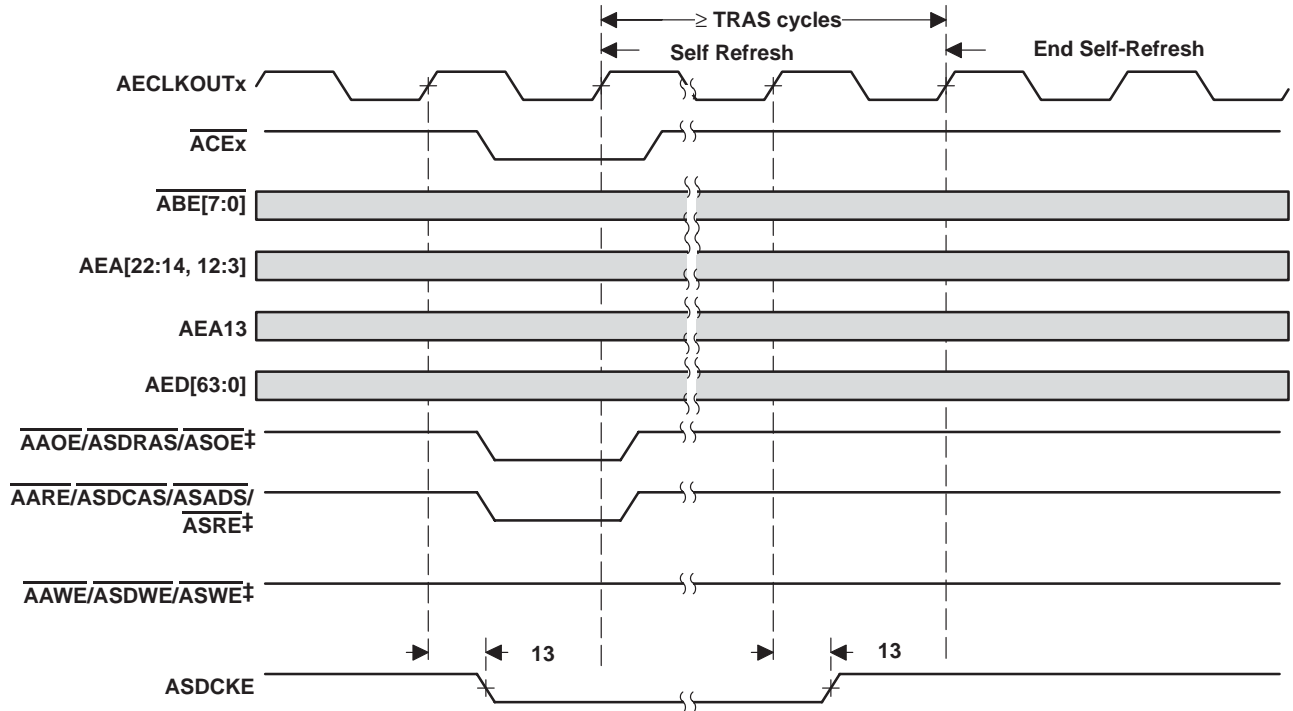 ≥ TRAS cycles
Self Refresh
End Self-Refresh
AECLKOUTx
ACEx
ABE[7:0]
AEA[22:14, 12:3]
AEA13
AED[63:0]
AAOE/ASDRAS/ASOE‡
AARE/ASDCAS/ASADS/
ASRE‡
AAWE/ASDWE/ASWE‡
13
13
ASDCKE